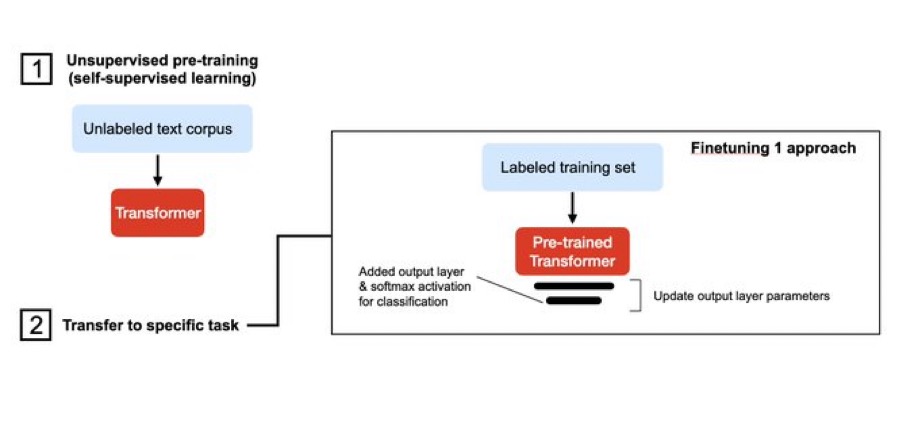 1
Unsupervised pre-training
(self-supervised learning)
Unlabeled text corpus
Transformer
2
Transfer to specific task
Finetuning 1 approach
Labeled training set
Pre-trained
Transformer
Added output layer
& softmax activation
for classification
Update output layer parameters